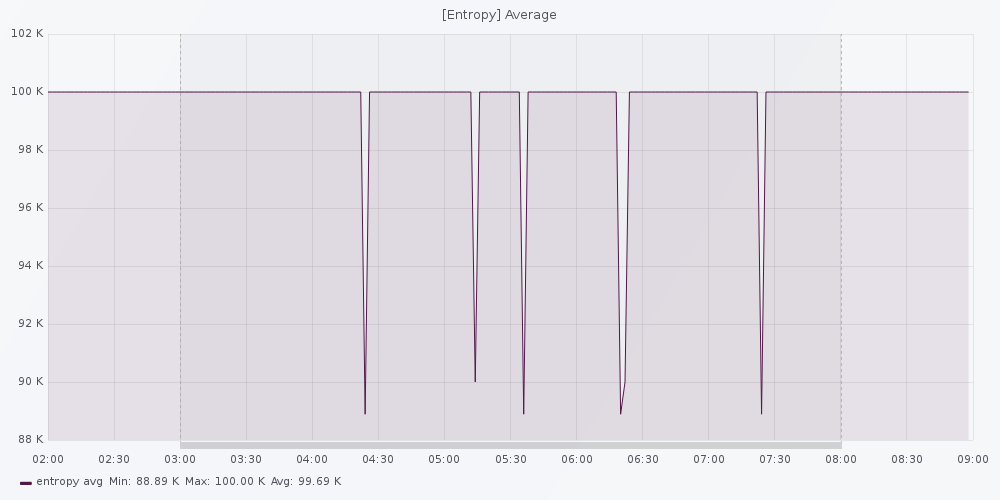 [Entropy] Average
102 K
100 K
98 K
96 K
94 K
92 K
90 K
88 K
02:00 02:30 03:00 03:30 04:00 04:30 05:00 05:30 06:00 06:30 07:00 07:30 08:00 08:30 09:00
entropy avg Min: 88.89 K Max: 100.00 K Avg: 99.69 K